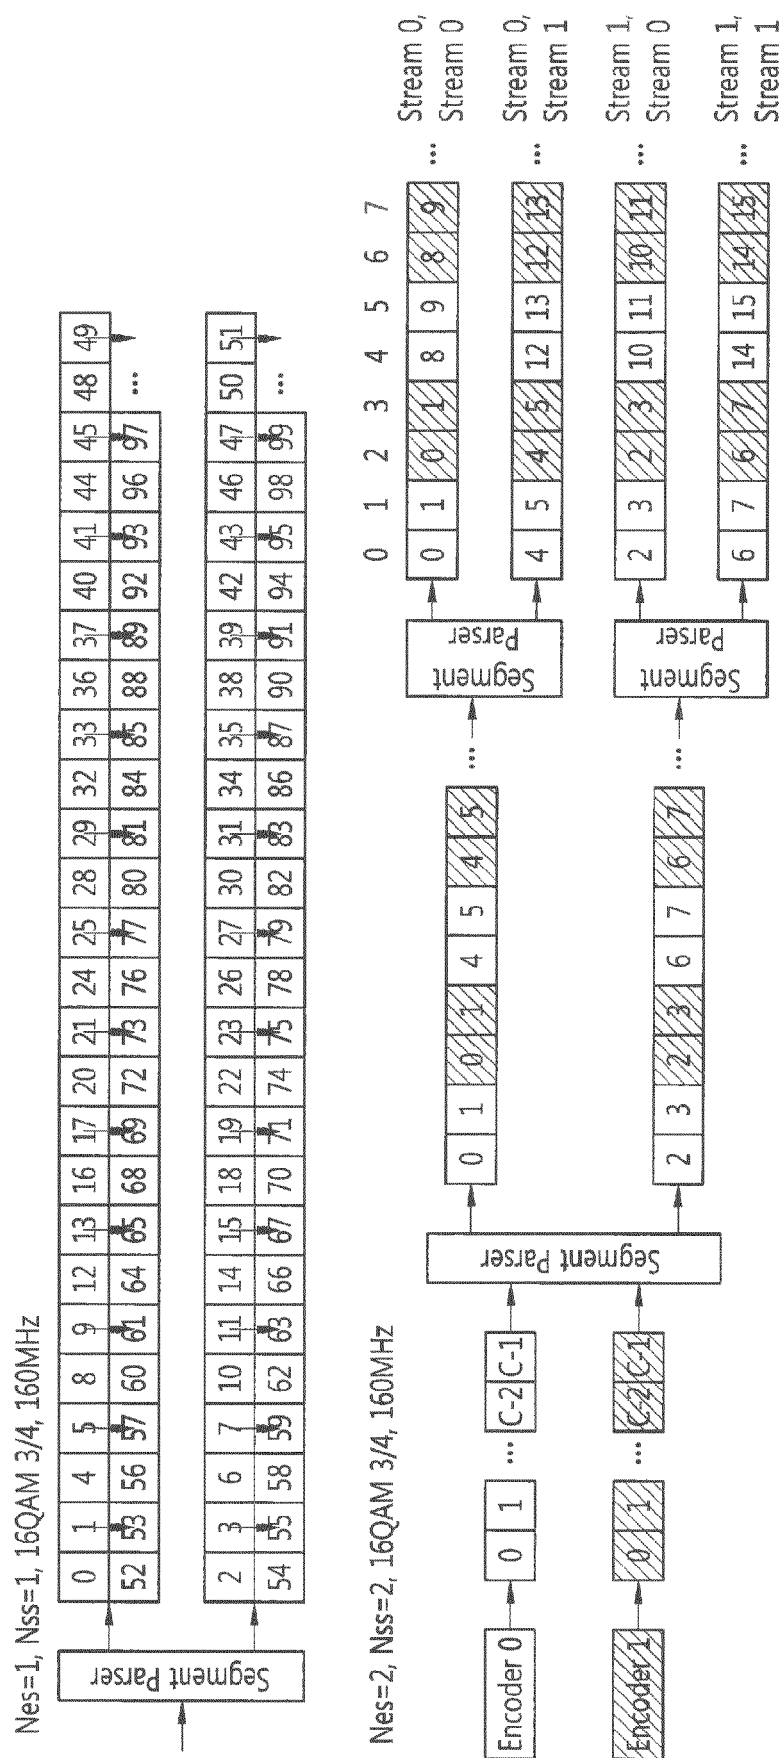 Nes=1, Nss=1, 16QAM 3/4, 160MHz
Segment Parser
0 1 4 5 8 9 12 13 16 17 20 21 24 25 28 29 32 33 36 37 40 41 44 45 48 49
52 53 56 57 60 61 64 65 68 69 72 73 76 77 80 81 84 85 88 89 92 93 96 97 ...
2 3 6 7 10 11 14 15 18 19 22 23 26 27 30 31 34 35 38 39 42 43 46 47 50 51
54 55 58 59 62 63 66 67 70 71 74 75 78 79 82 83 86 87 90 91 94 95 98 99 ...
Nes=2, Nss=2, 16QAM 3/4, 160MHz
Encoder 0
0 1 ... C-2 C-1
Encoder 1
0 1 ... C-2 C-1
Segment Parser
0 1 0 1 4 5 4 5 ...
2 3 2 3 6 7 6 7 ...
Segment
Parser
Segment
Parser
0 1 2 3 4 5 6 7
0 1 0 1 8 9 8 9 ...
Stream 0,
Stream 0
4 5 4 5 12 13 12 13 ...
Stream 0,
Stream 1
2 3 2 3 10 11 10 11 ...
Stream 1,
Stream 0
6 7 6 7 14 15 14 15 ...
Stream 1,
Stream 1